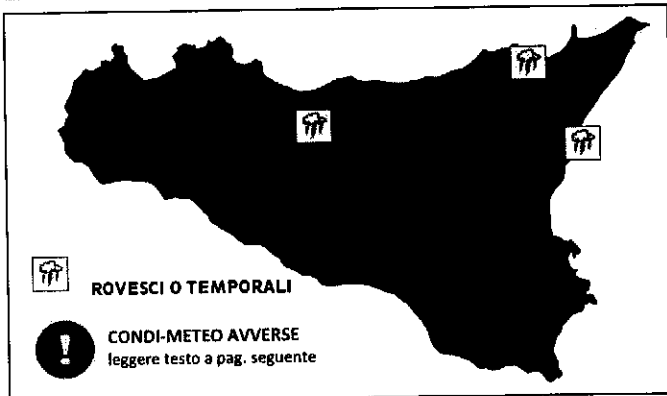 ROVESCI O TEMPORALI
!
CONDI-METEO AVVERSE
leggere testo a pag. seguente